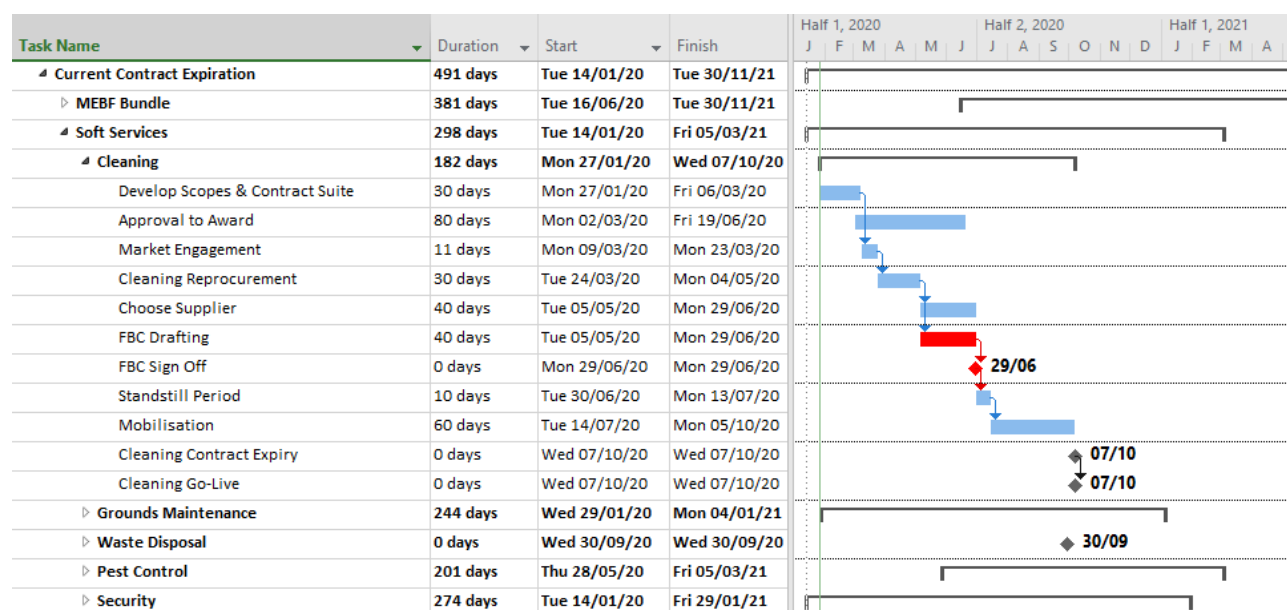 Half 1, 2020 Half 2, 2020 Half 1, 2021
Task Name Duration Start Finish J F M A M J J A S O N D J F M A
Current Contract Expiration 491 days Tue 14/01/20 Tue 30/11/21
MEBF Bundle 381 days Tue 16/06/20 Tue 30/11/21
Soft Services 298 days Tue 14/01/20 Fri 05/03/21
Cleaning 182 days Mon 27/01/20 Wed 07/10/20
Develop Scopes & Contract Suite 30 days Mon 27/01/20 Fri 06/03/20
Approval to Award 80 days Mon 02/03/20 Fri 19/06/20
Market Engagement 11 days Mon 09/03/20 Mon 23/03/20
Cleaning Reprocurement 30 days Tue 24/03/20 Mon 04/05/20
Choose Supplier 40 days Tue 05/05/20 Mon 29/06/20
FBC Drafting 40 days Tue 05/05/20 Mon 29/06/20
FBC Sign Off 0 days Mon 29/06/20 Mon 29/06/20 29/06
Standstill Period 10 days Tue 30/06/20 Mon 13/07/20
Mobilisation 60 days Tue 14/07/20 Mon 05/10/20
Cleaning Contract Expiry 0 days Wed 07/10/20 Wed 07/10/20 07/10
Cleaning Go-Live 0 days Wed 07/10/20 Wed 07/10/20 07/10
Grounds Maintenance 244 days Wed 29/01/20 Mon 04/01/21
Waste Disposal 0 days Wed 30/09/20 Wed 30/09/20 30/09
Pest Control 201 days Thu 28/05/20 Fri 05/03/21
Security 274 days Tue 14/01/20 Fri 29/01/21